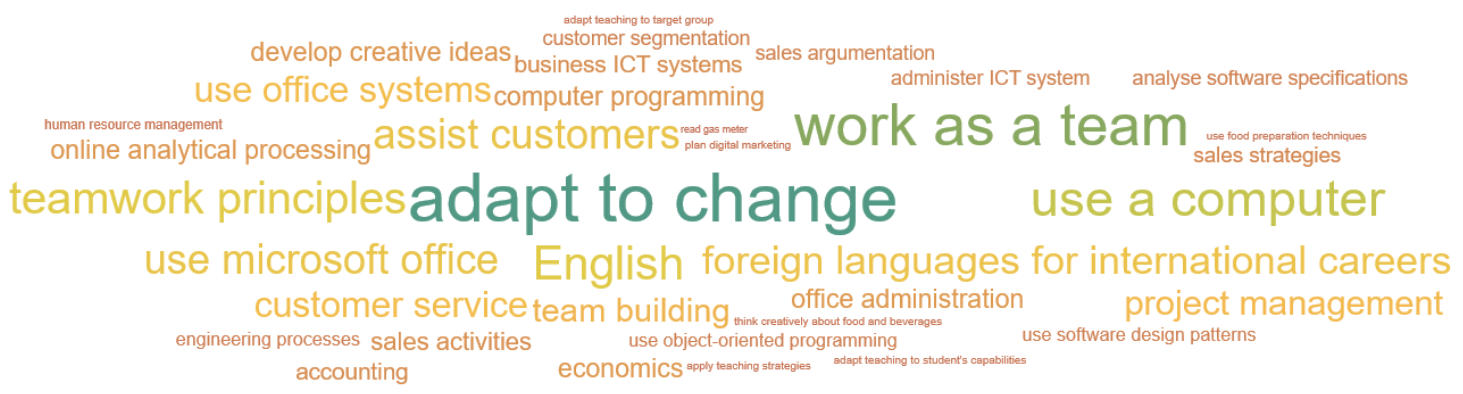 adapt teaching to target group
customer segmentation
develop creative ideas
sales argumentation
business ICT systems
administer ICT system
analyse software specifications
use office systems
computer programming
human resource management
assist customers
read gas meter
work as a team
use food preparation techniques
plan digital marketing
online analytical processing
sales strategies
teamwork principles
adapt to change
use a computer
use microsoft office
English
foreign languages for international careers
customer service
team building
office administration
project management
think creatively about food and beverages
engineering processes
sales activities
use object-oriented programming
use software design patterns
accounting
economics
apply teaching strategies
adapt teaching to student's capabilities